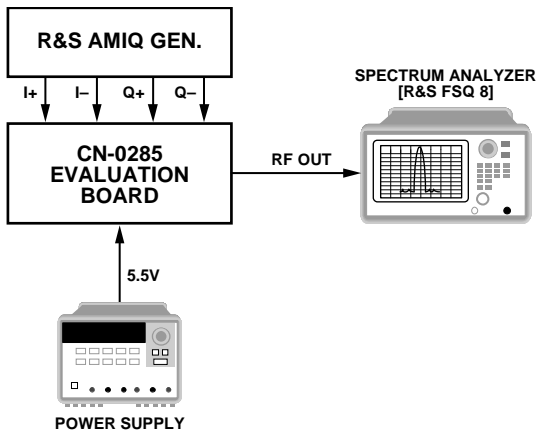 R&S AMIQ GEN.
I+ I– Q+ Q–
CN-0285
EVALUATION
BOARD
RF OUT
SPECTRUM ANALYZER
[R&S FSQ 8]
5.5V
POWER SUPPLY